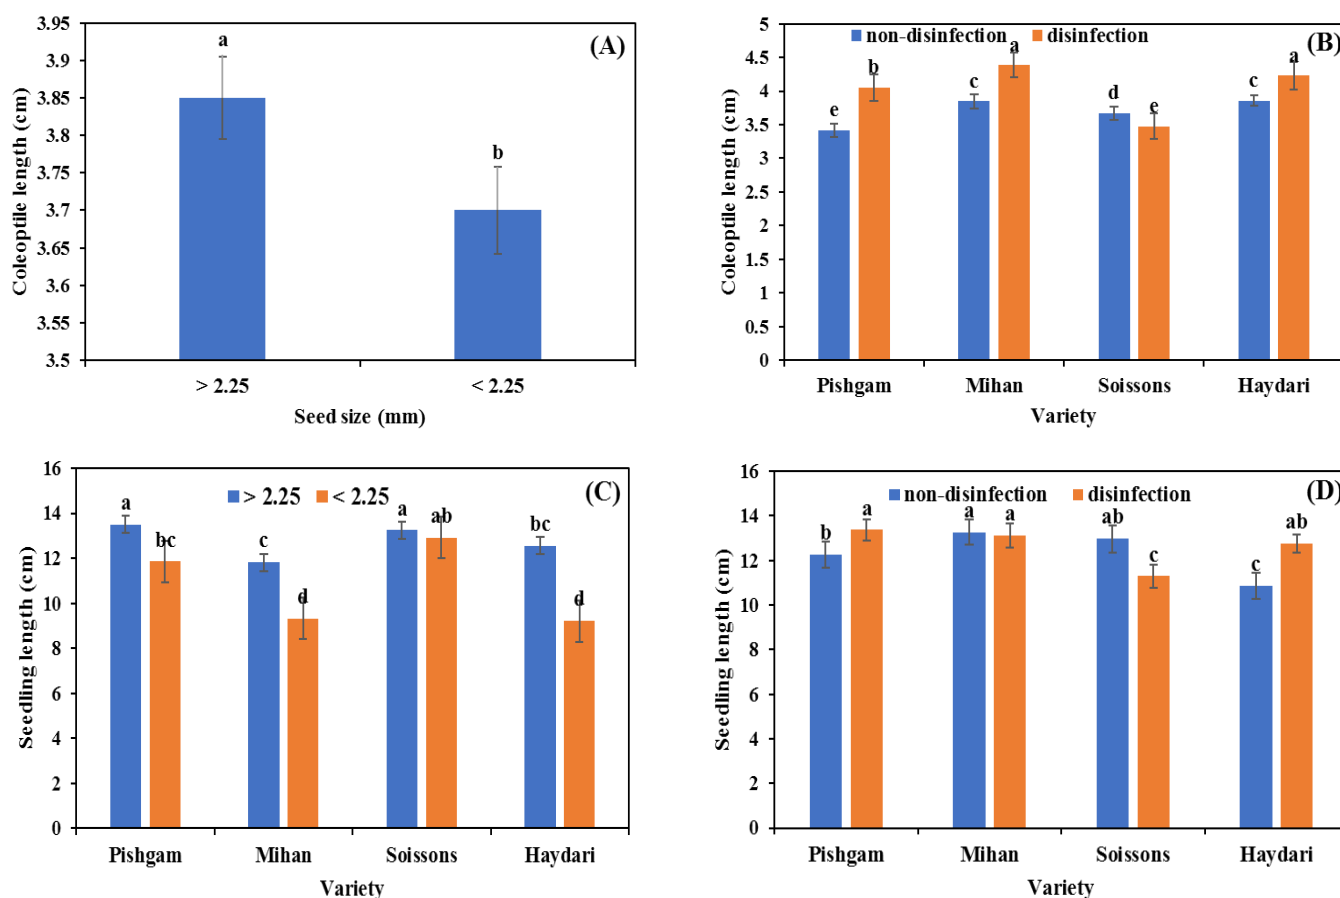 (A)
Coleoptile length (cm)
3.95
3.9
3.85
3.8
3.75
3.7
3.65
3.6
3.55
3.5
a
b
> 2.25
< 2.25
Seed size (mm)
(B)
non-disinfection disinfection
Coleoptile length (cm)
5
4.5
4
3.5
3
2.5
2
1.5
1
0.5
0
e b c a d e c a
Pishgam Mihan Soissons Haydari
Variety
(C)
> 2.25 < 2.25
Seedling length (cm)
16
14
12
10
8
6
4
2
0
a bc c d a ab bc d
Pishgam Mihan Soissons Haydari
Variety
(D)
non-disinfection disinfection
Seedling length (cm)
16
14
12
10
8
6
4
2
0
b a a a ab c c ab
Pishgam Mihan Soissons Haydari
Variety